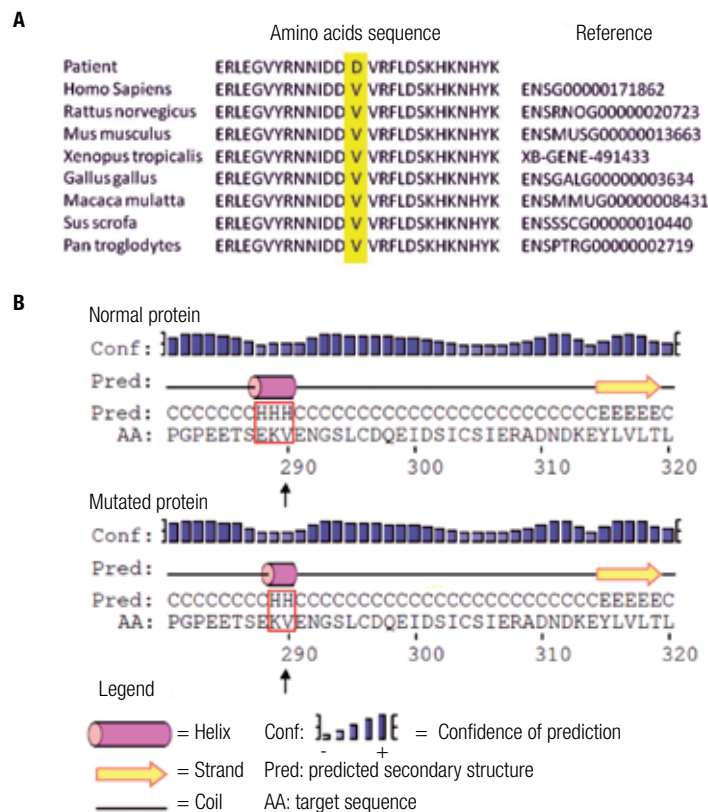 A
Amino acids sequence Reference
Patient ERLEGVYRNNIDD D VRFLDSKHKNHYK
Homo Sapiens ERLEGVYRNNIDD V VRFLDSKHKNHYK ENSG00000171862
Rattus norvegicus ERLEGVYRNNIDD V VRFLDSKHKNHYK ENSRNOG00000020723
Mus musculus ERLEGVYRNNIDD V VRFLDSKHKNHYK ENSMUSG00000013663
Xenopus tropicalis ERLEGVYRNNIDD V VRFLDSKHKNHYK XB-GENE-491433
Gallus gallus ERLEGVYRNNIDD V VRFLDSKHKNHYK ENSGALG00000003634
Macaca mulatta ERLEGVYRNNIDD V VRFLDSKHKNHYK ENSMMUG00000008431
Sus scrofa ERLEGVYRNNIDD V VRFLDSKHKNHYK ENSSSCG00000010440
Pan troglodytes ERLEGVYRNNIDD V VRFLDSKHKNHYK ENSPTRG00000002719
B
Normal protein
Conf:
Pred:
Pred: CCCCCCCHHHCCCCCCCCCCCCCCCCCCCCCCCCEEEEEC
AA: PGPEETSEKVENGSLCDQEIDSICSIERADNDKEYLVLTL
290 300 310 320
Mutated protein
Conf:
Pred:
Pred: CCCCCCCCHHCCCCCCCCCCCCCCCCCCCCCCCCEEEEEC
AA: PGPEETSEKVENGSLCDQEIDSICSIERADNDKEYLVLTL
290 300 310 320
Legend
= Helix Conf: - + = Confidence of prediction
= Strand Pred: predicted secondary structure
= Coil AA: target sequence